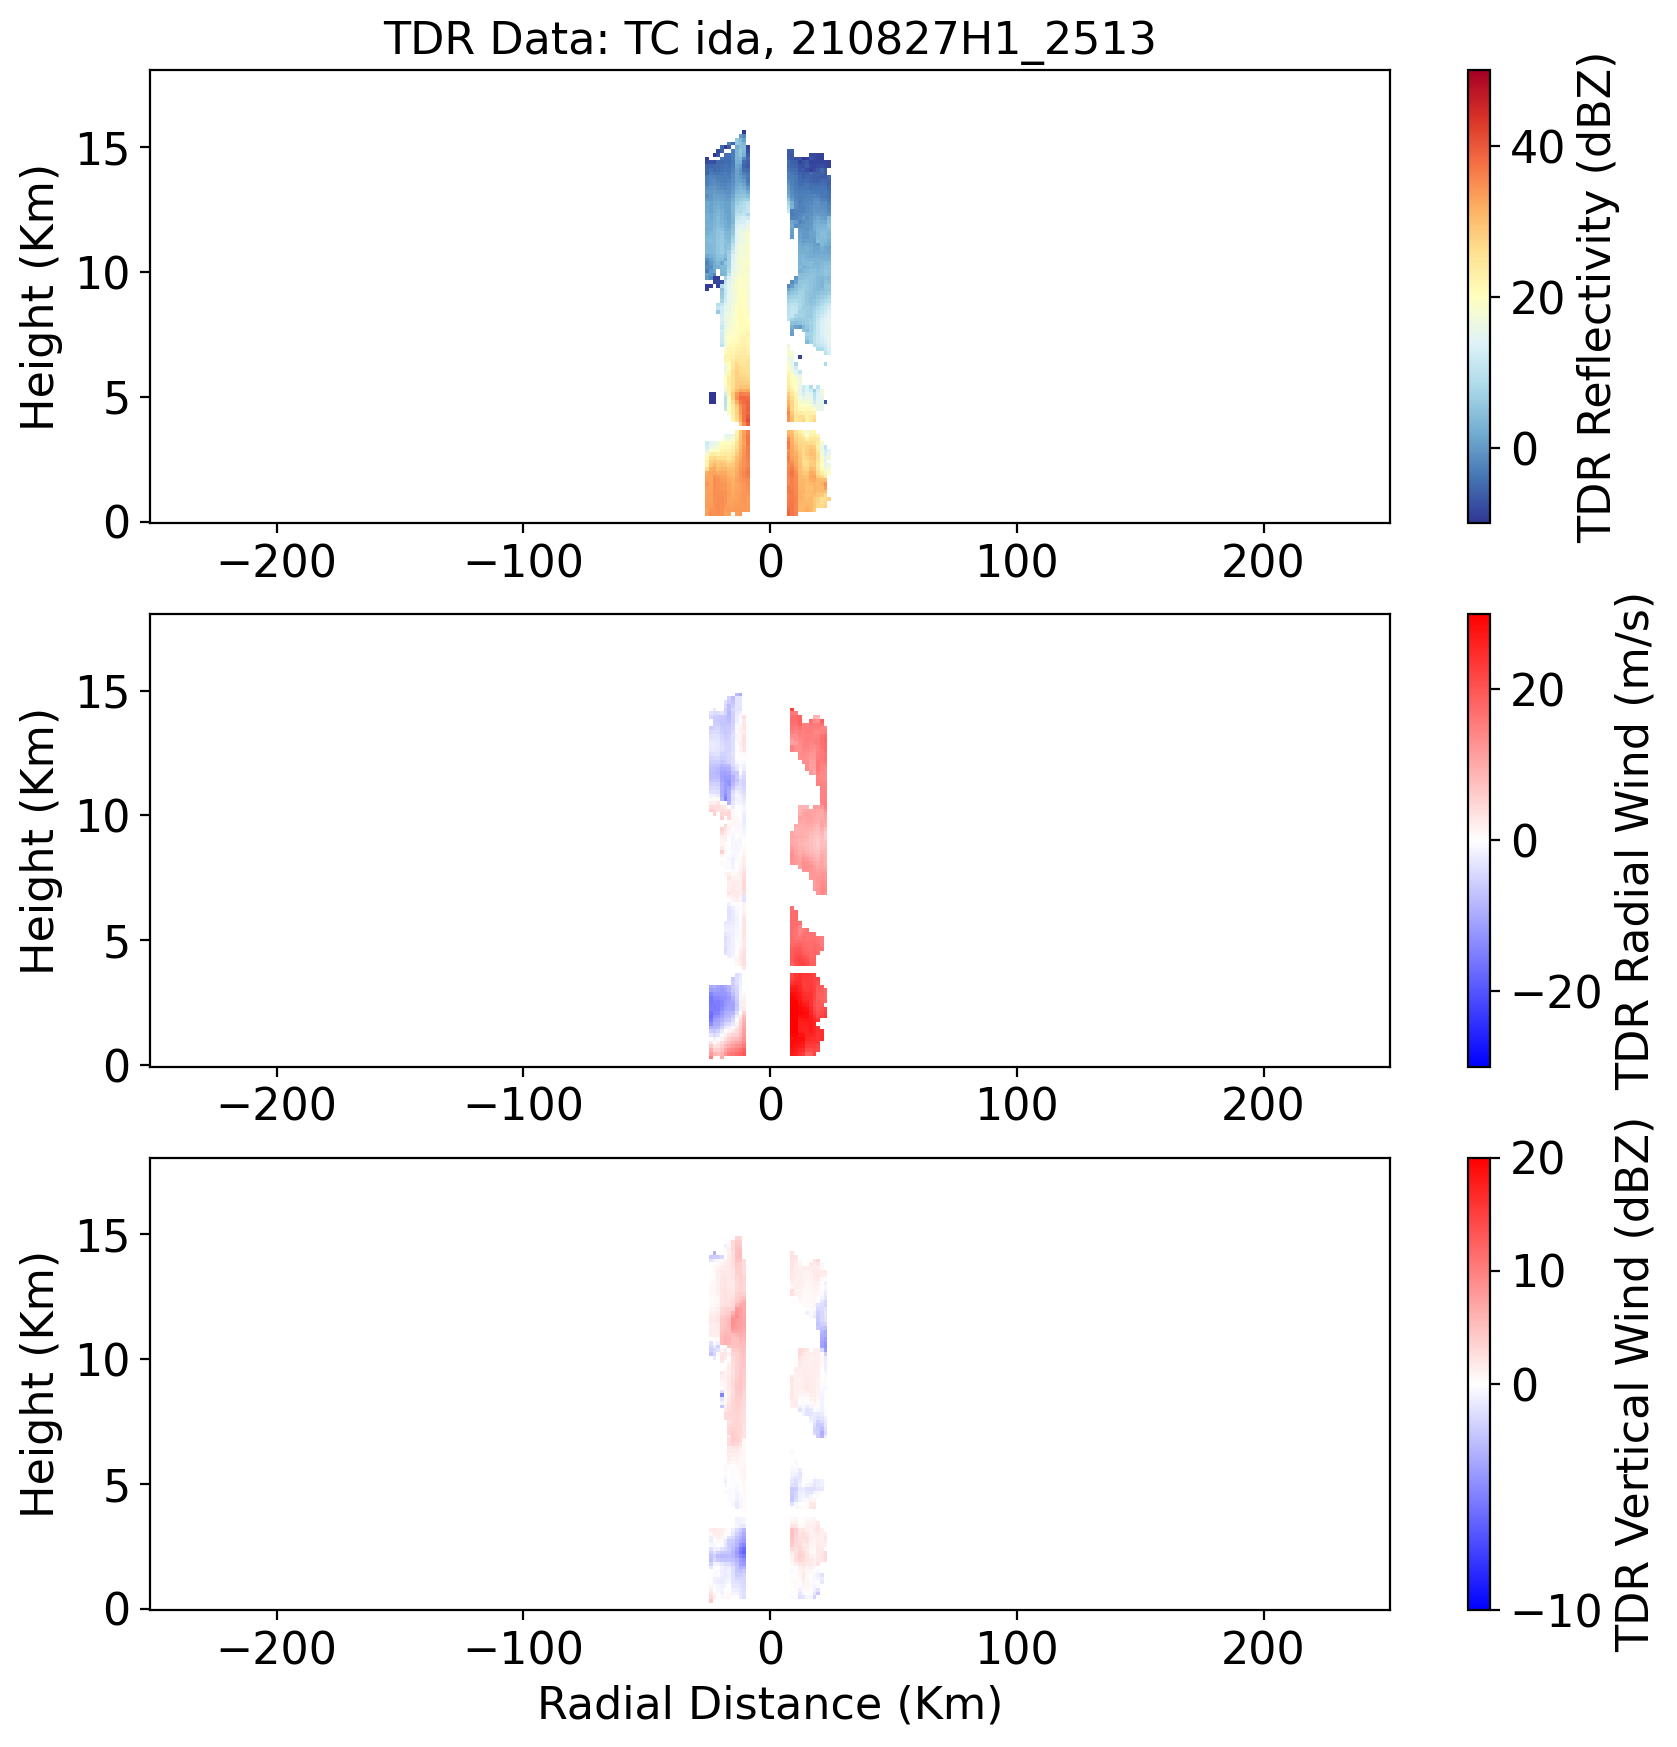 TDR Data: TC ida, 210827H1_2513
15
10
5
0
Height (Km)
−200 −100 0 100 200
40
20
0
TDR Reflectivity (dBZ)
15
10
5
0
Height (Km)
−200 −100 0 100 200
20
0
−20
TDR Radial Wind (m/s)
15
10
5
0
Height (Km)
−200 −100 0 100 200
Radial Distance (Km)
20
10
0
−10
TDR Vertical Wind (dBZ)